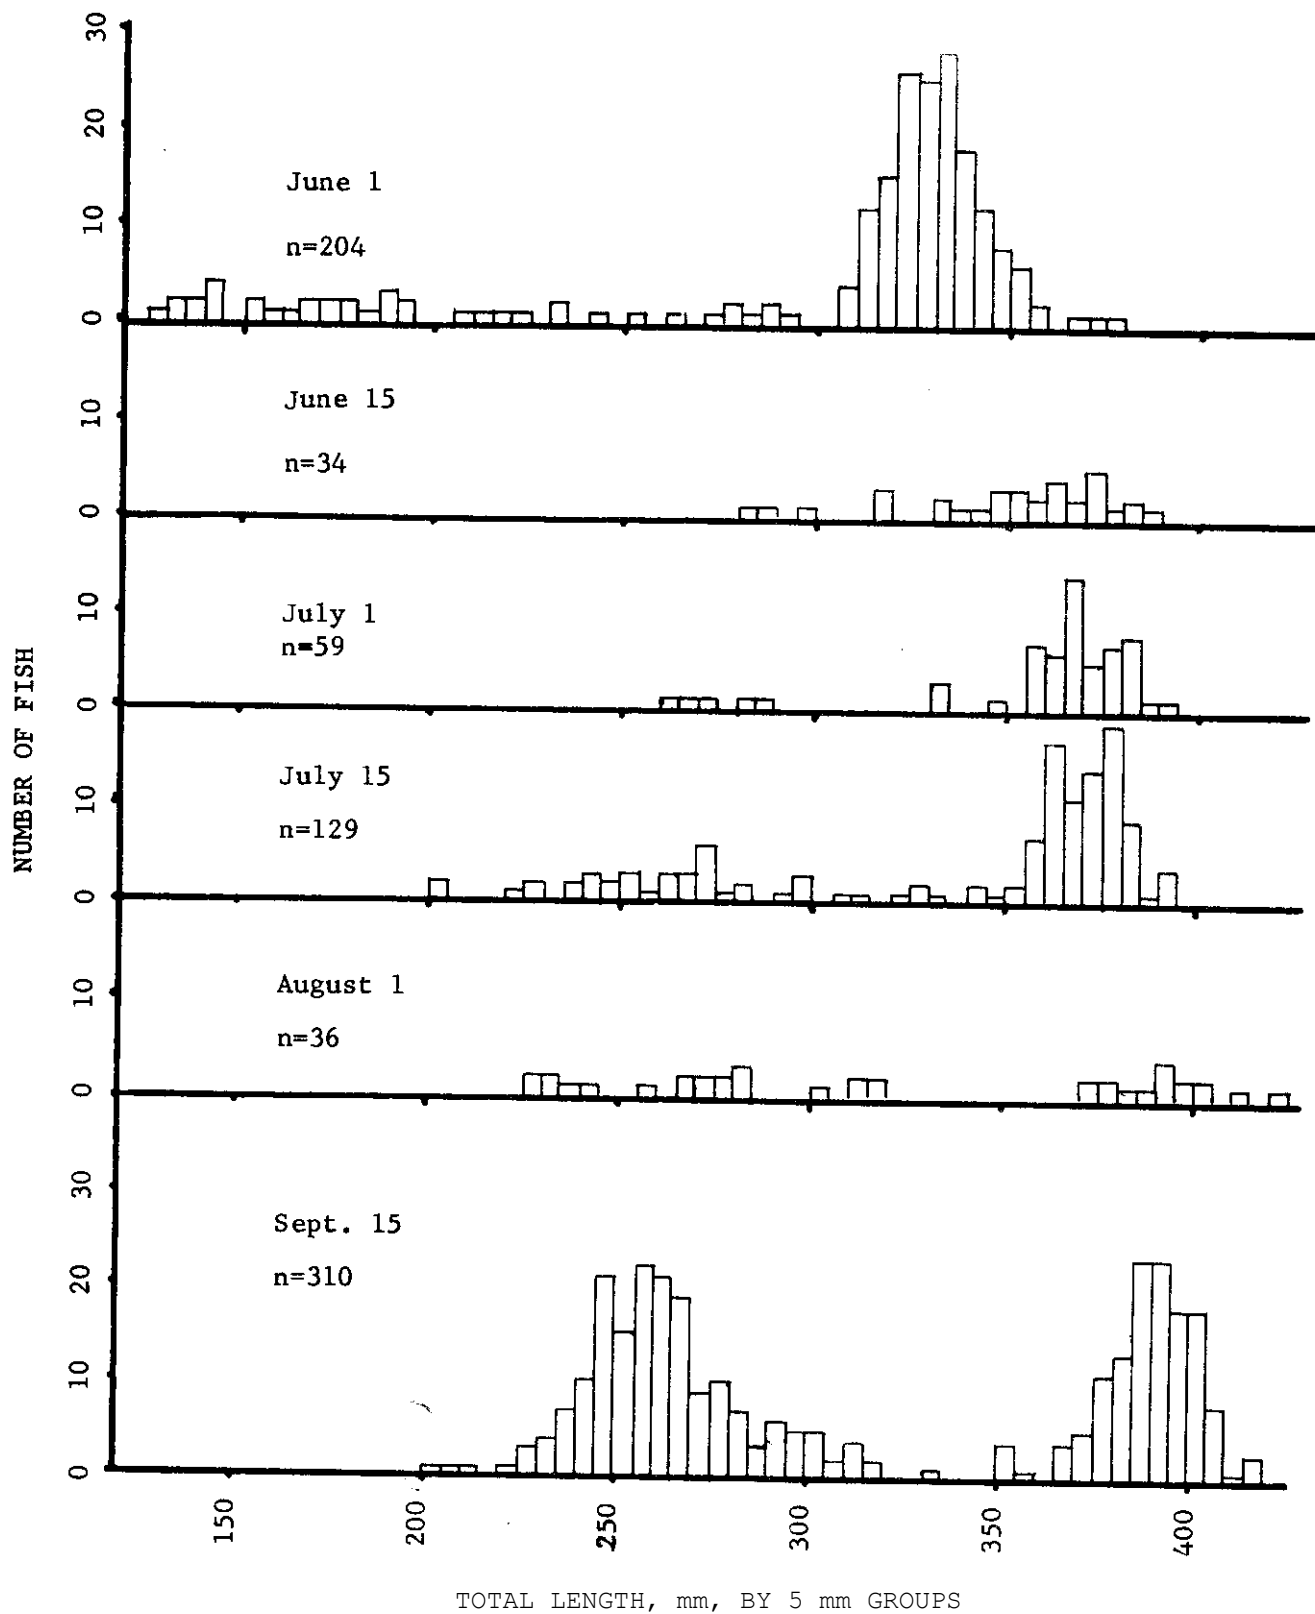 30
20
10
0
June 1
n=204
10
0
June 15
n=34
10
0
July 1
n=59
10
0
July 15
n=129
10
0
August 1
n=36
30
20
10
0
Sept. 15
n=310
NUMBER OF FISH
150 200 250 300 350 400
TOTAL LENGTH, mm, BY 5 mm GROUPS